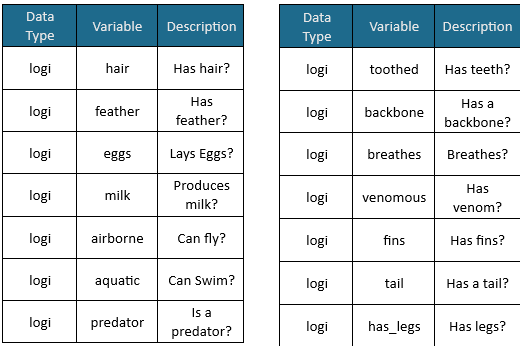 Data Type Variable Description
logi hair Has hair?
logi feather Has feather?
logi eggs Lays Eggs?
logi milk Produces milk?
logi airborne Can fly?
logi aquatic Can Swim?
logi predator Is a predator?
Data Type Variable Description
logi toothed Has teeth?
logi backbone Has a backbone?
logi breathes Breathes?
logi venomous Has venom?
logi fins Has fins?
logi tail Has a tail?
logi has_legs Has legs?